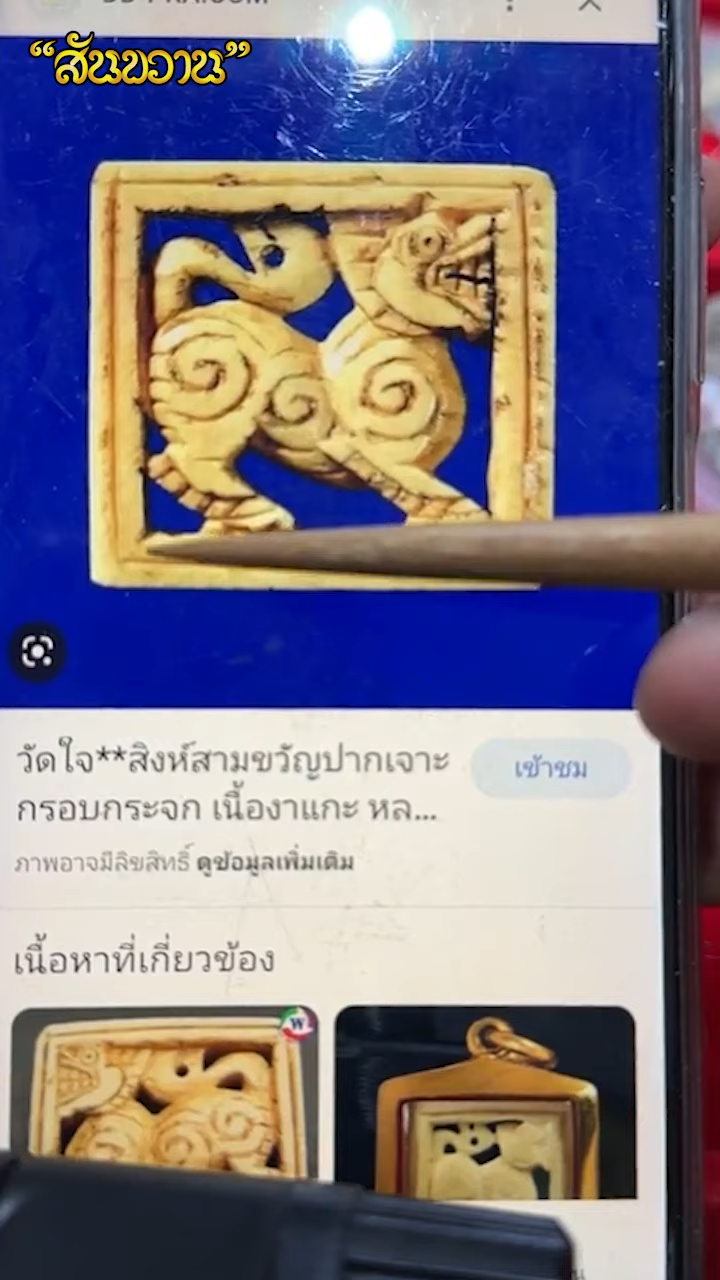 “สันขวาน”
วัดใจ**สิงห์สามขวัญปากเจาะ
กรอบกระจก เนื้องาแกะ หล...
เข้าชม
ภาพอาจมีลิขสิทธิ์ ดูข้อมูลเพิ่มเติม
เนื้อหาที่เกี่ยวข้อง
W